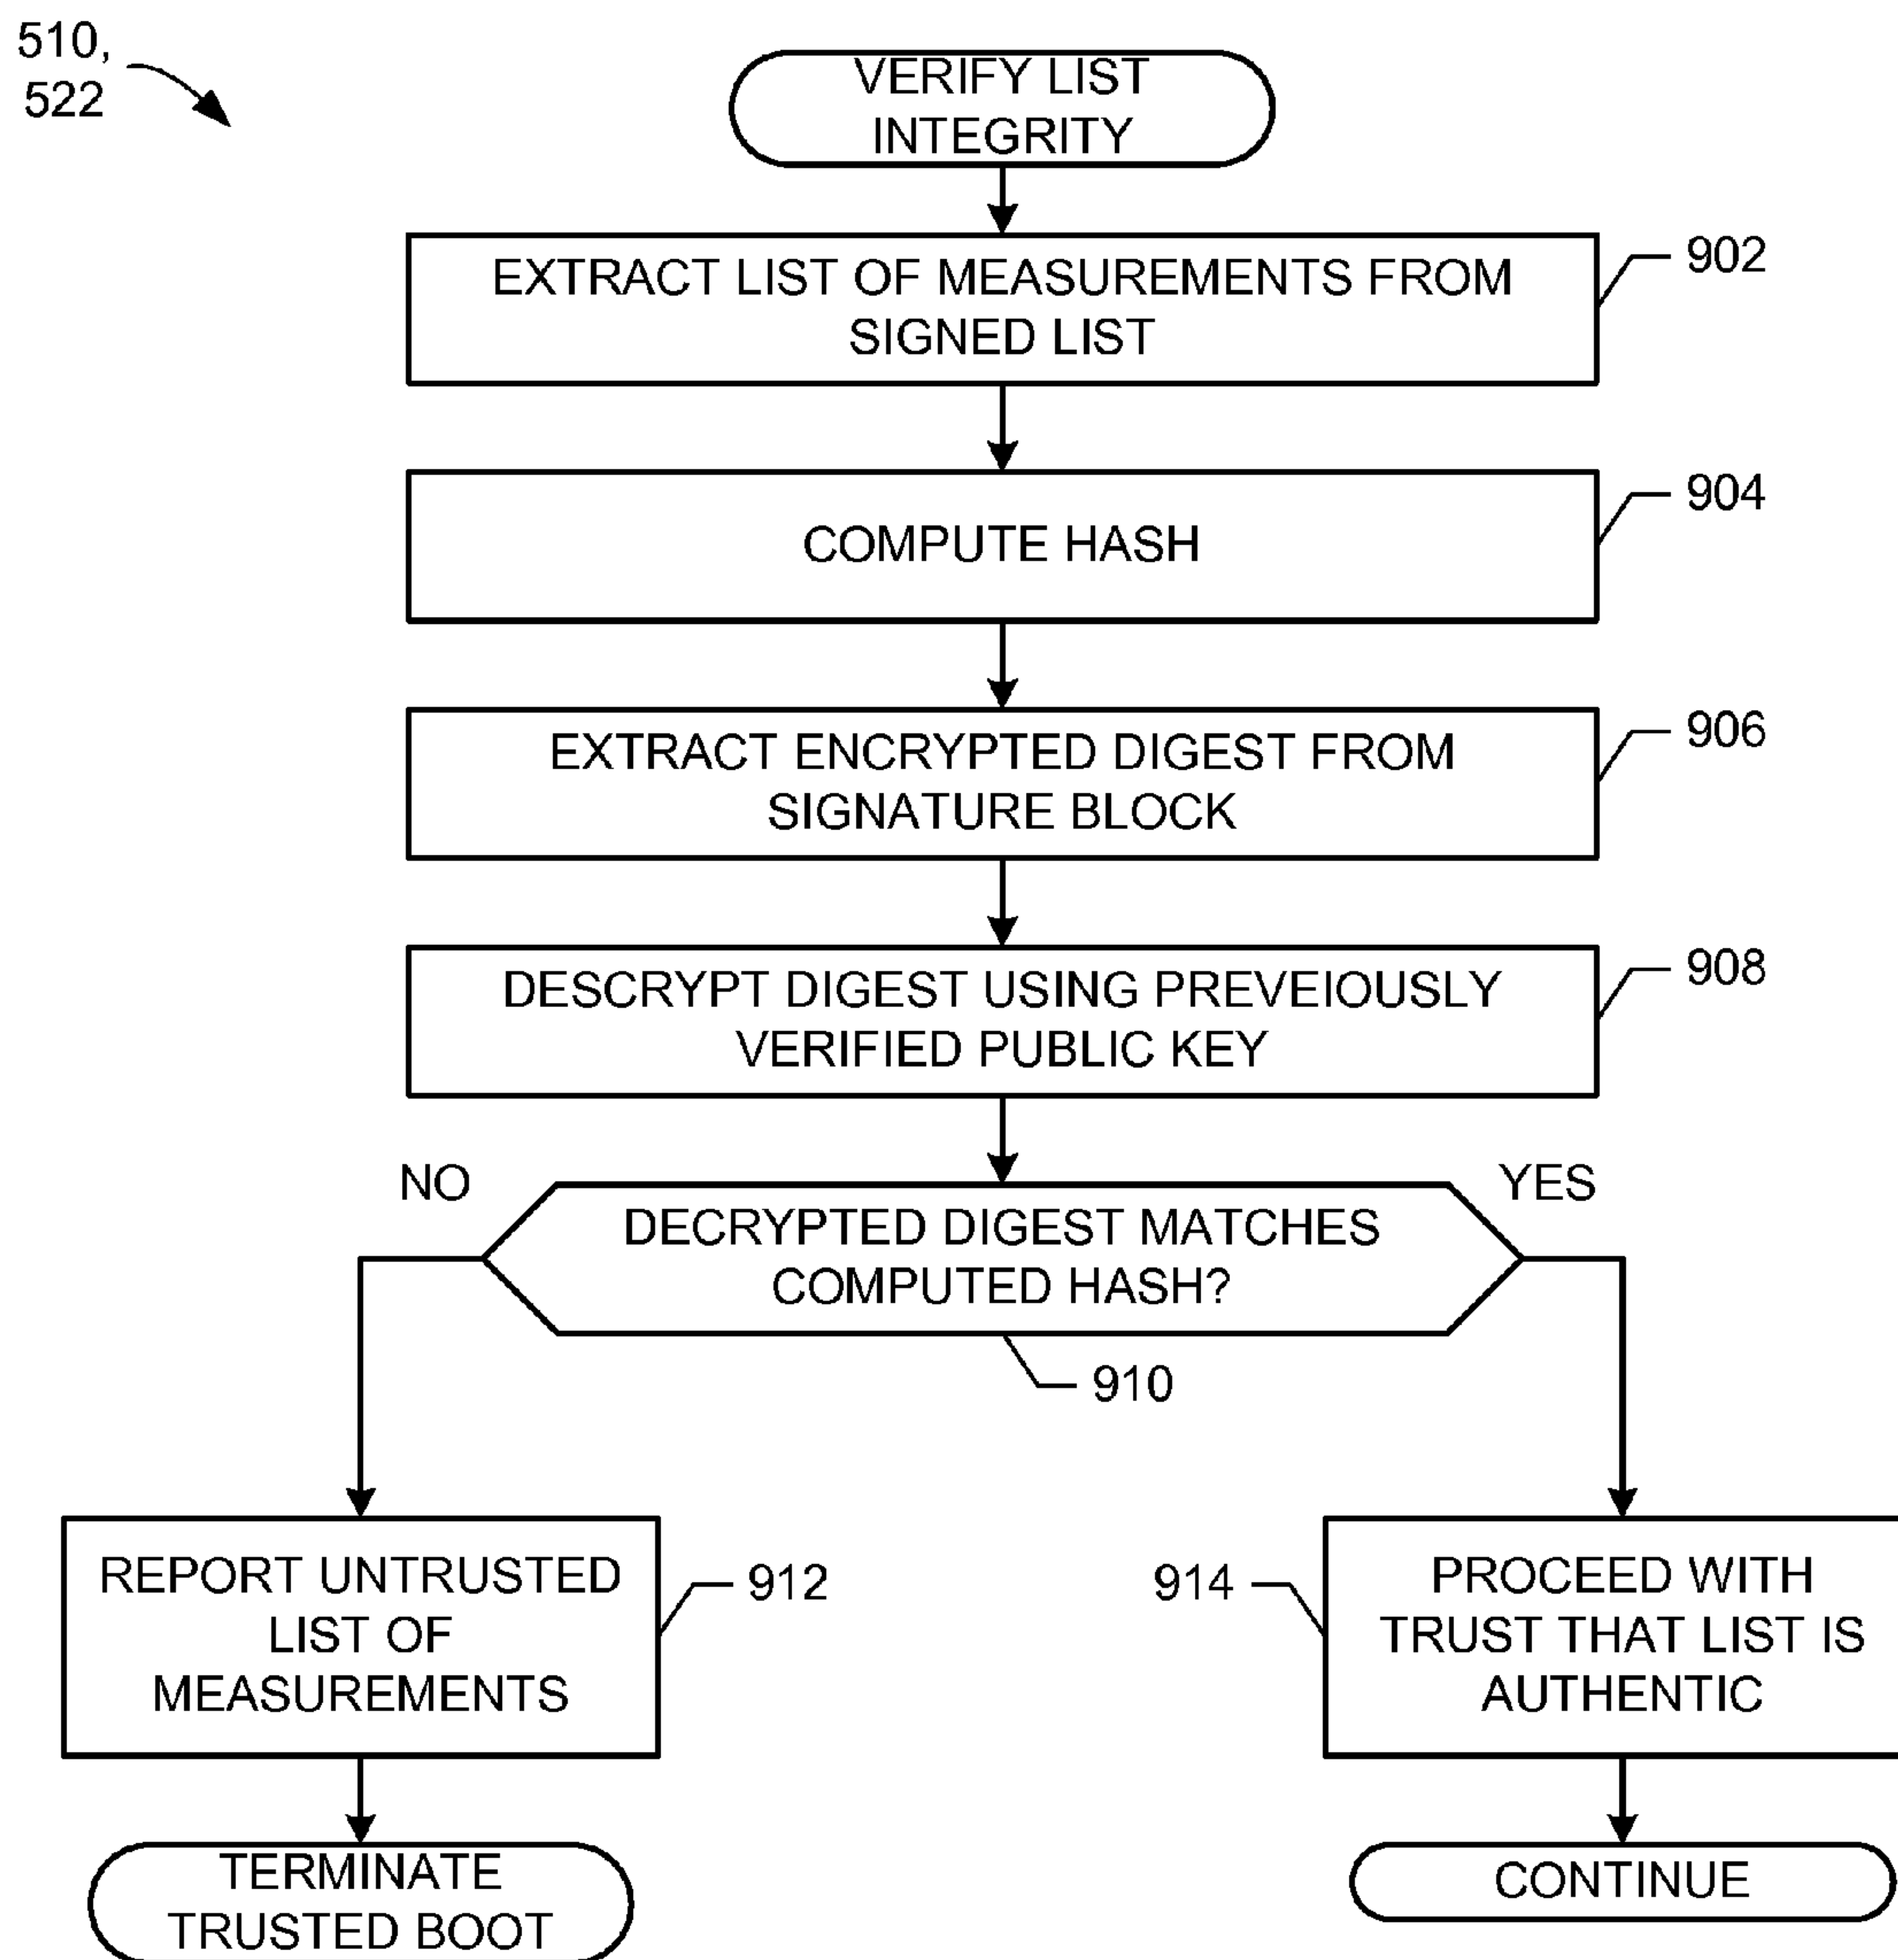 510,
522
VERIFY LIST
INTEGRITY
EXTRACT LIST OF MEASUREMENTS FROM
SIGNED LIST
902
COMPUTE HASH
904
EXTRACT ENCRYPTED DIGEST FROM
SIGNATURE BLOCK
906
DESCRYPT DIGEST USING PREVEIOUSLY
VERIFIED PUBLIC KEY
908
NO
YES
DECRYPTED DIGEST MATCHES
COMPUTED HASH?
910
REPORT UNTRUSTED
LIST OF
MEASUREMENTS
912
914
PROCEED WITH
TRUST THAT LIST IS
AUTHENTIC
TERMINATE
TRUSTED BOOT
CONTINUE